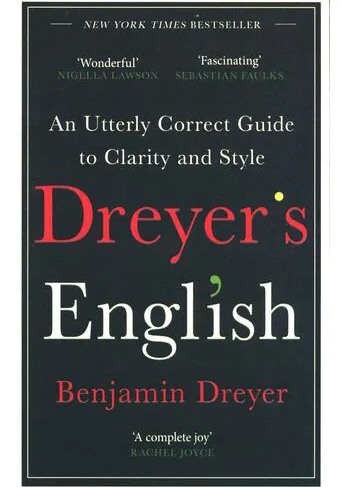 NEW YORK TIMES BESTSELLER
‘Wonderful’ ‘Fascinating’
NIGELLA LAWSON SEBASTIAN FAULKS
An Utterly Correct Guide
to Clarity and Style
Dreyer's
English
Benjamin Dreyer
‘A complete joy’
RACHEL JOYCE